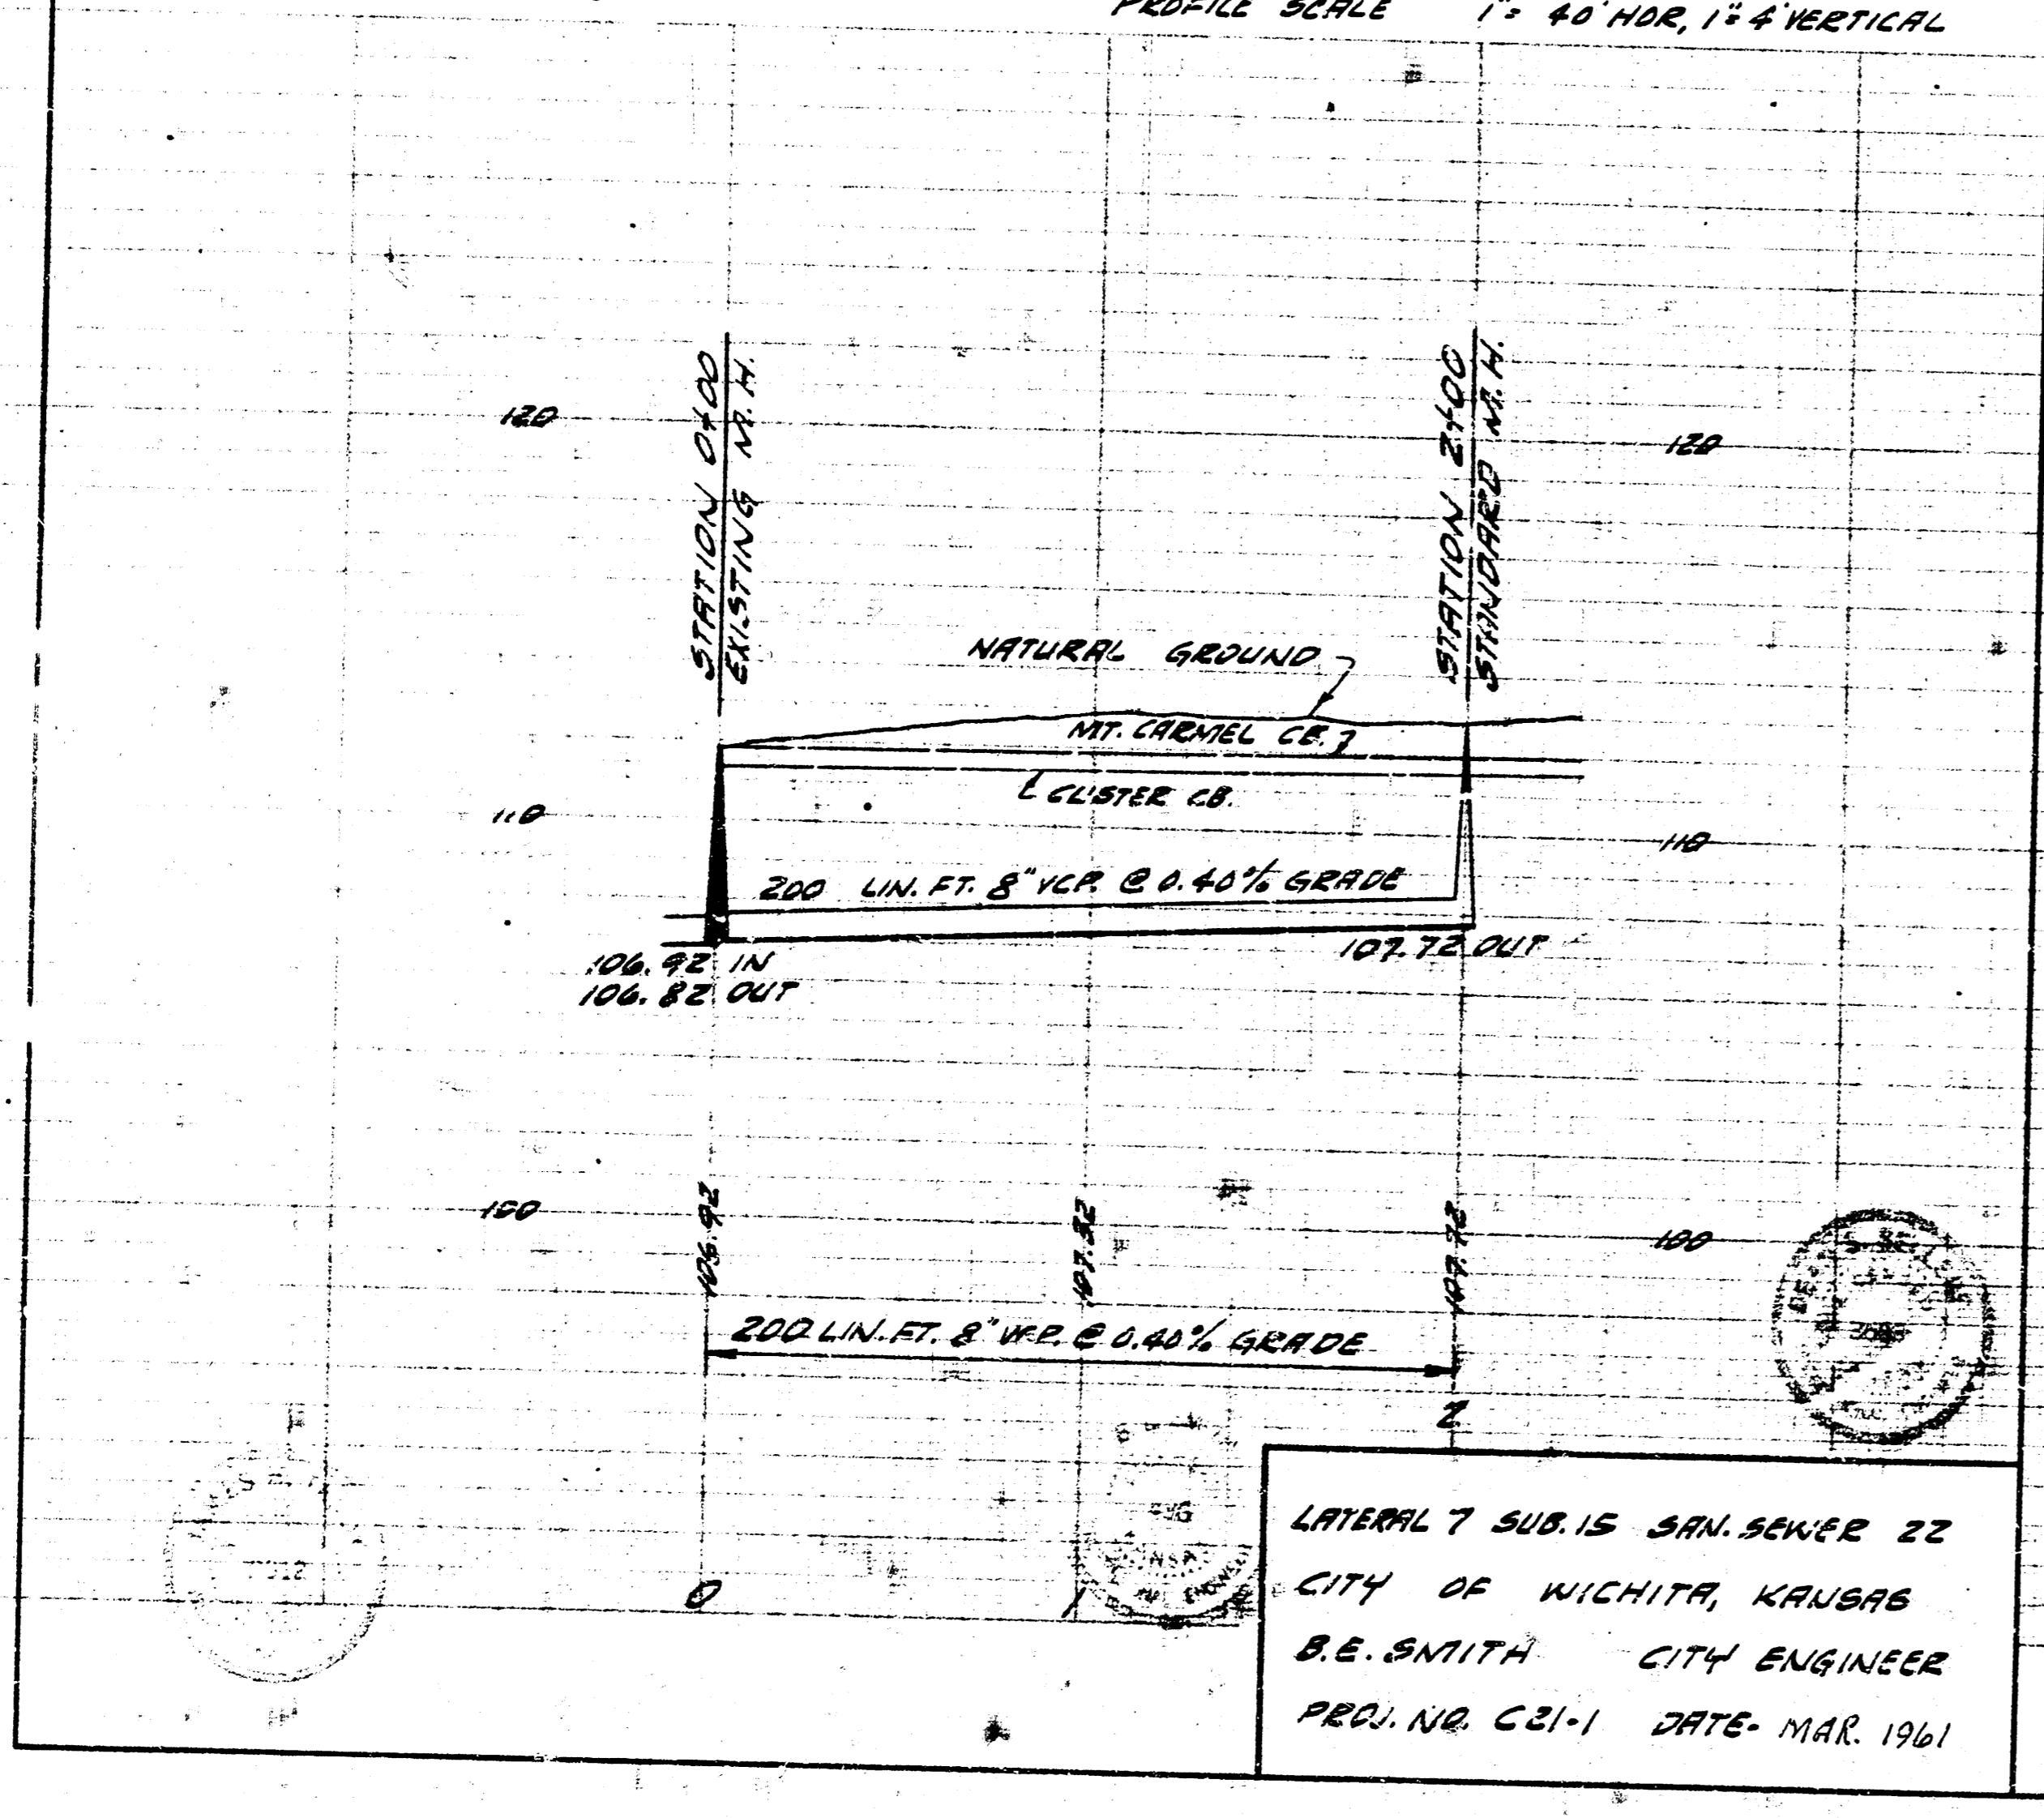 PROFILE SCALE 1"= 40' HOR, 1"= 4' VERTICAL
STATION 0+00
EXISTING M.H.
STATION 2+00
STANDARD M.H.
120
120
NATURAL GROUND
MT. CARMEL CB.
CLISTER CB.
110
110
200 LIN. FT. 8" VCP. @ 0.40% GRADE
106.92 IN
106.82 OUT
107.72 OUT
100
100
106.92
107.32
107.72
200 LIN. FT. 8" V.C.P. @ 0.40% GRADE
0
1
2
LATERAL 7 SUB. 15 SAN. SEWER 22
CITY OF WICHITA, KANSAS
B.E. SMITH CITY ENGINEER
PROJ. NO. C21-1 DATE- MAR. 1961